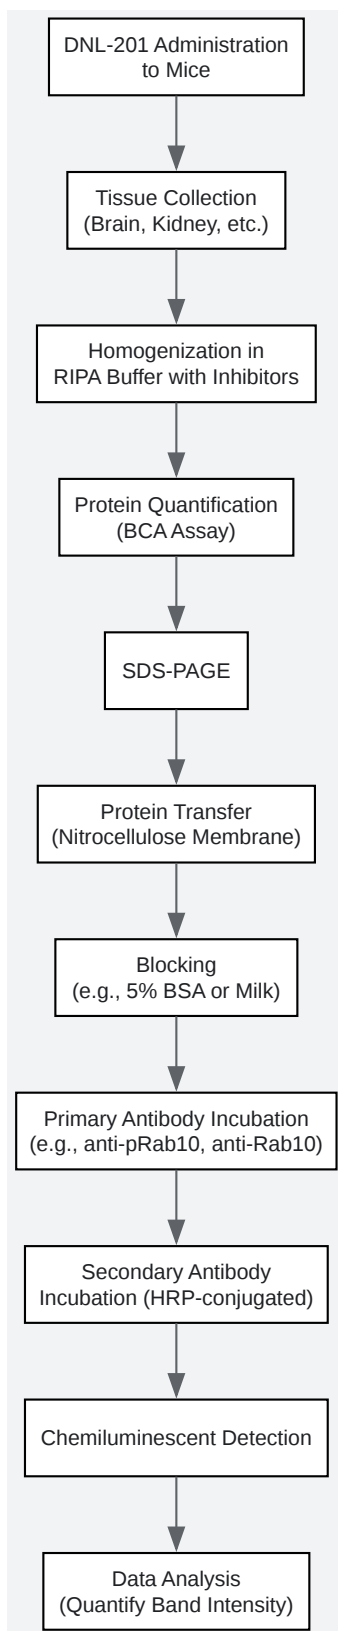 DNL-201 Administration
to Mice
Tissue Collection
(Brain, Kidney, etc.)
Homogenization in
RIPA Buffer with Inhibitors
Protein Quantification
(BCA Assay)
SDS-PAGE
Protein Transfer
(Nitrocellulose Membrane)
Blocking
(e.g., 5% BSA or Milk)
Primary Antibody Incubation
(e.g., anti-pRab10, anti-Rab10)
Secondary Antibody
Incubation (HRP-conjugated)
Chemiluminescent Detection
Data Analysis
(Quantify Band Intensity)